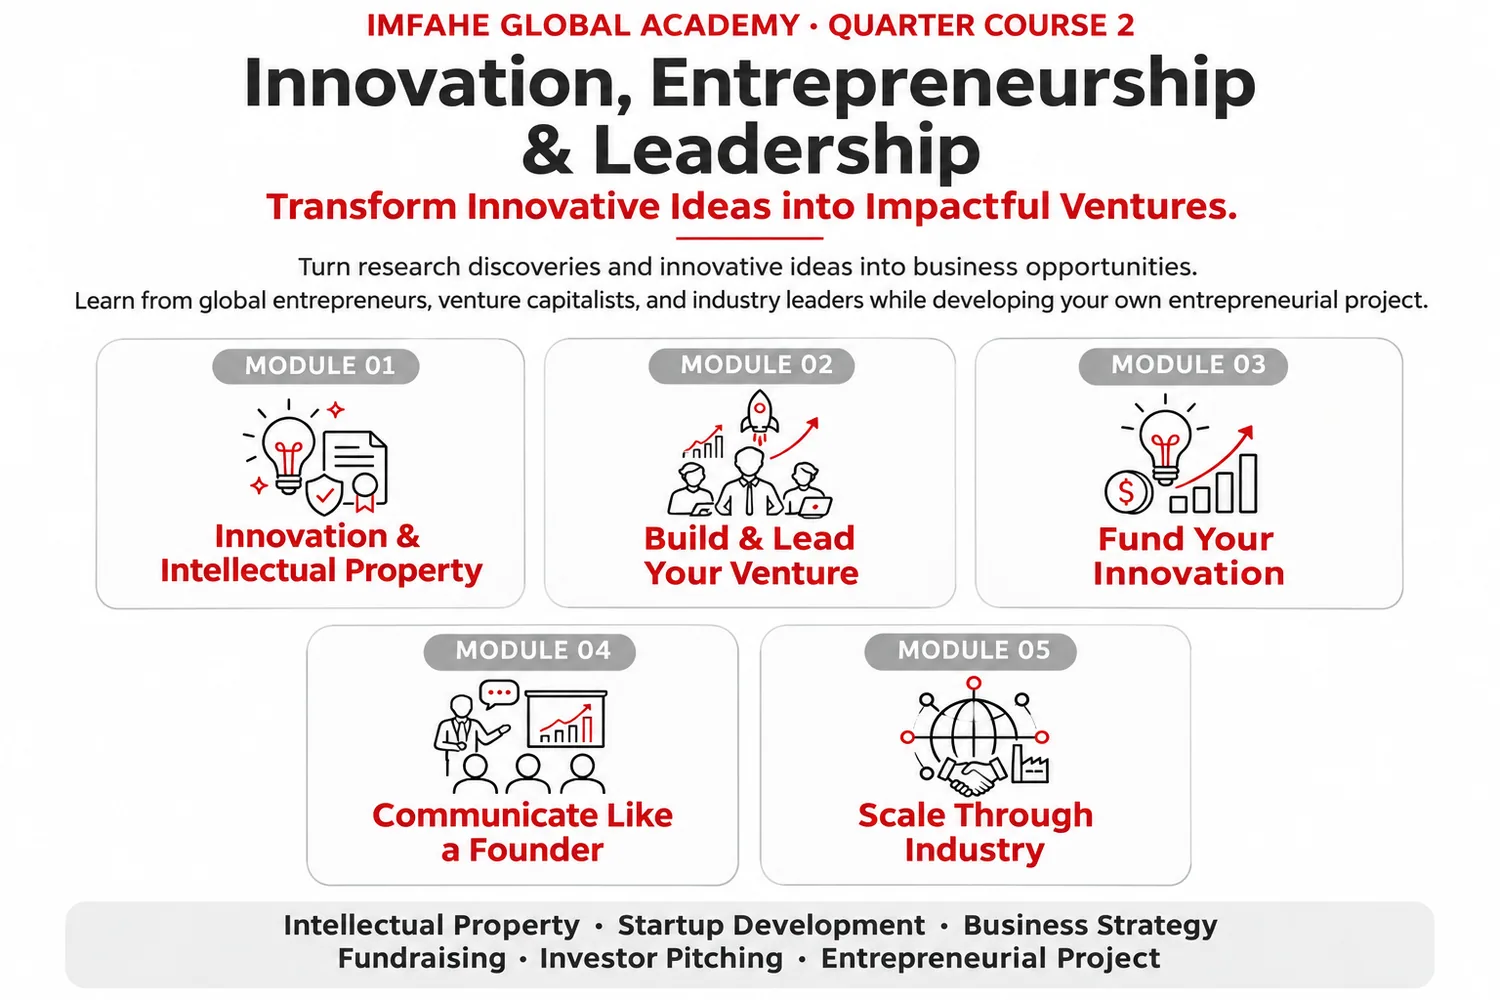 IMFAHE GLOBAL ACADEMY · QUARTER COURSE 2
Innovation, Entrepreneurship
& Leadership
Transform Innovative Ideas into Impactful Ventures.
Turn research discoveries and innovative ideas into business opportunities.
Learn from global entrepreneurs, venture capitalists, and industry leaders while developing your own entrepreneurial project.
MODULE 01
Innovation &
Intellectual Property
MODULE 02
Build & Lead
Your Venture
MODULE 03
$
Fund Your
Innovation
MODULE 04
Communicate Like
a Founder
MODULE 05
Scale Through
Industry
Intellectual Property · Startup Development · Business Strategy
Fundraising · Investor Pitching · Entrepreneurial Project